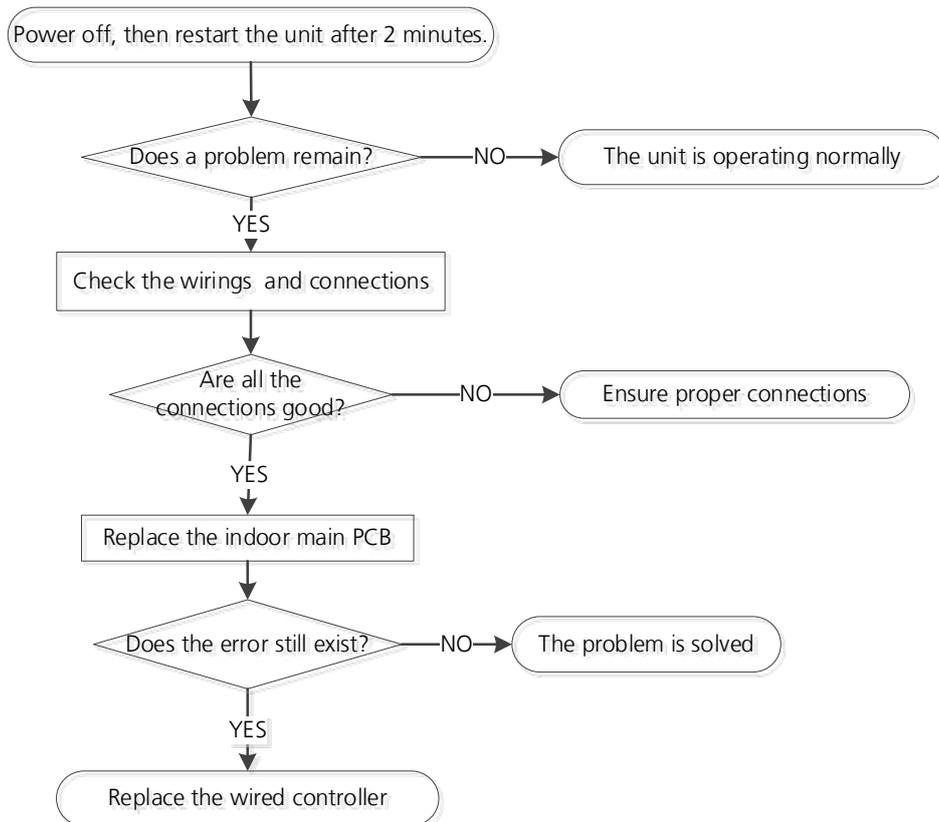 Power off, then restart the unit after 2 minutes.
Does a problem remain?
NO
The unit is operating normally
YES
Check the wirings and connections
Are all the
connections good?
NO
Ensure proper connections
YES
Replace the indoor main PCB
Does the error still exist?
NO
The problem is solved
YES
Replace the wired controller